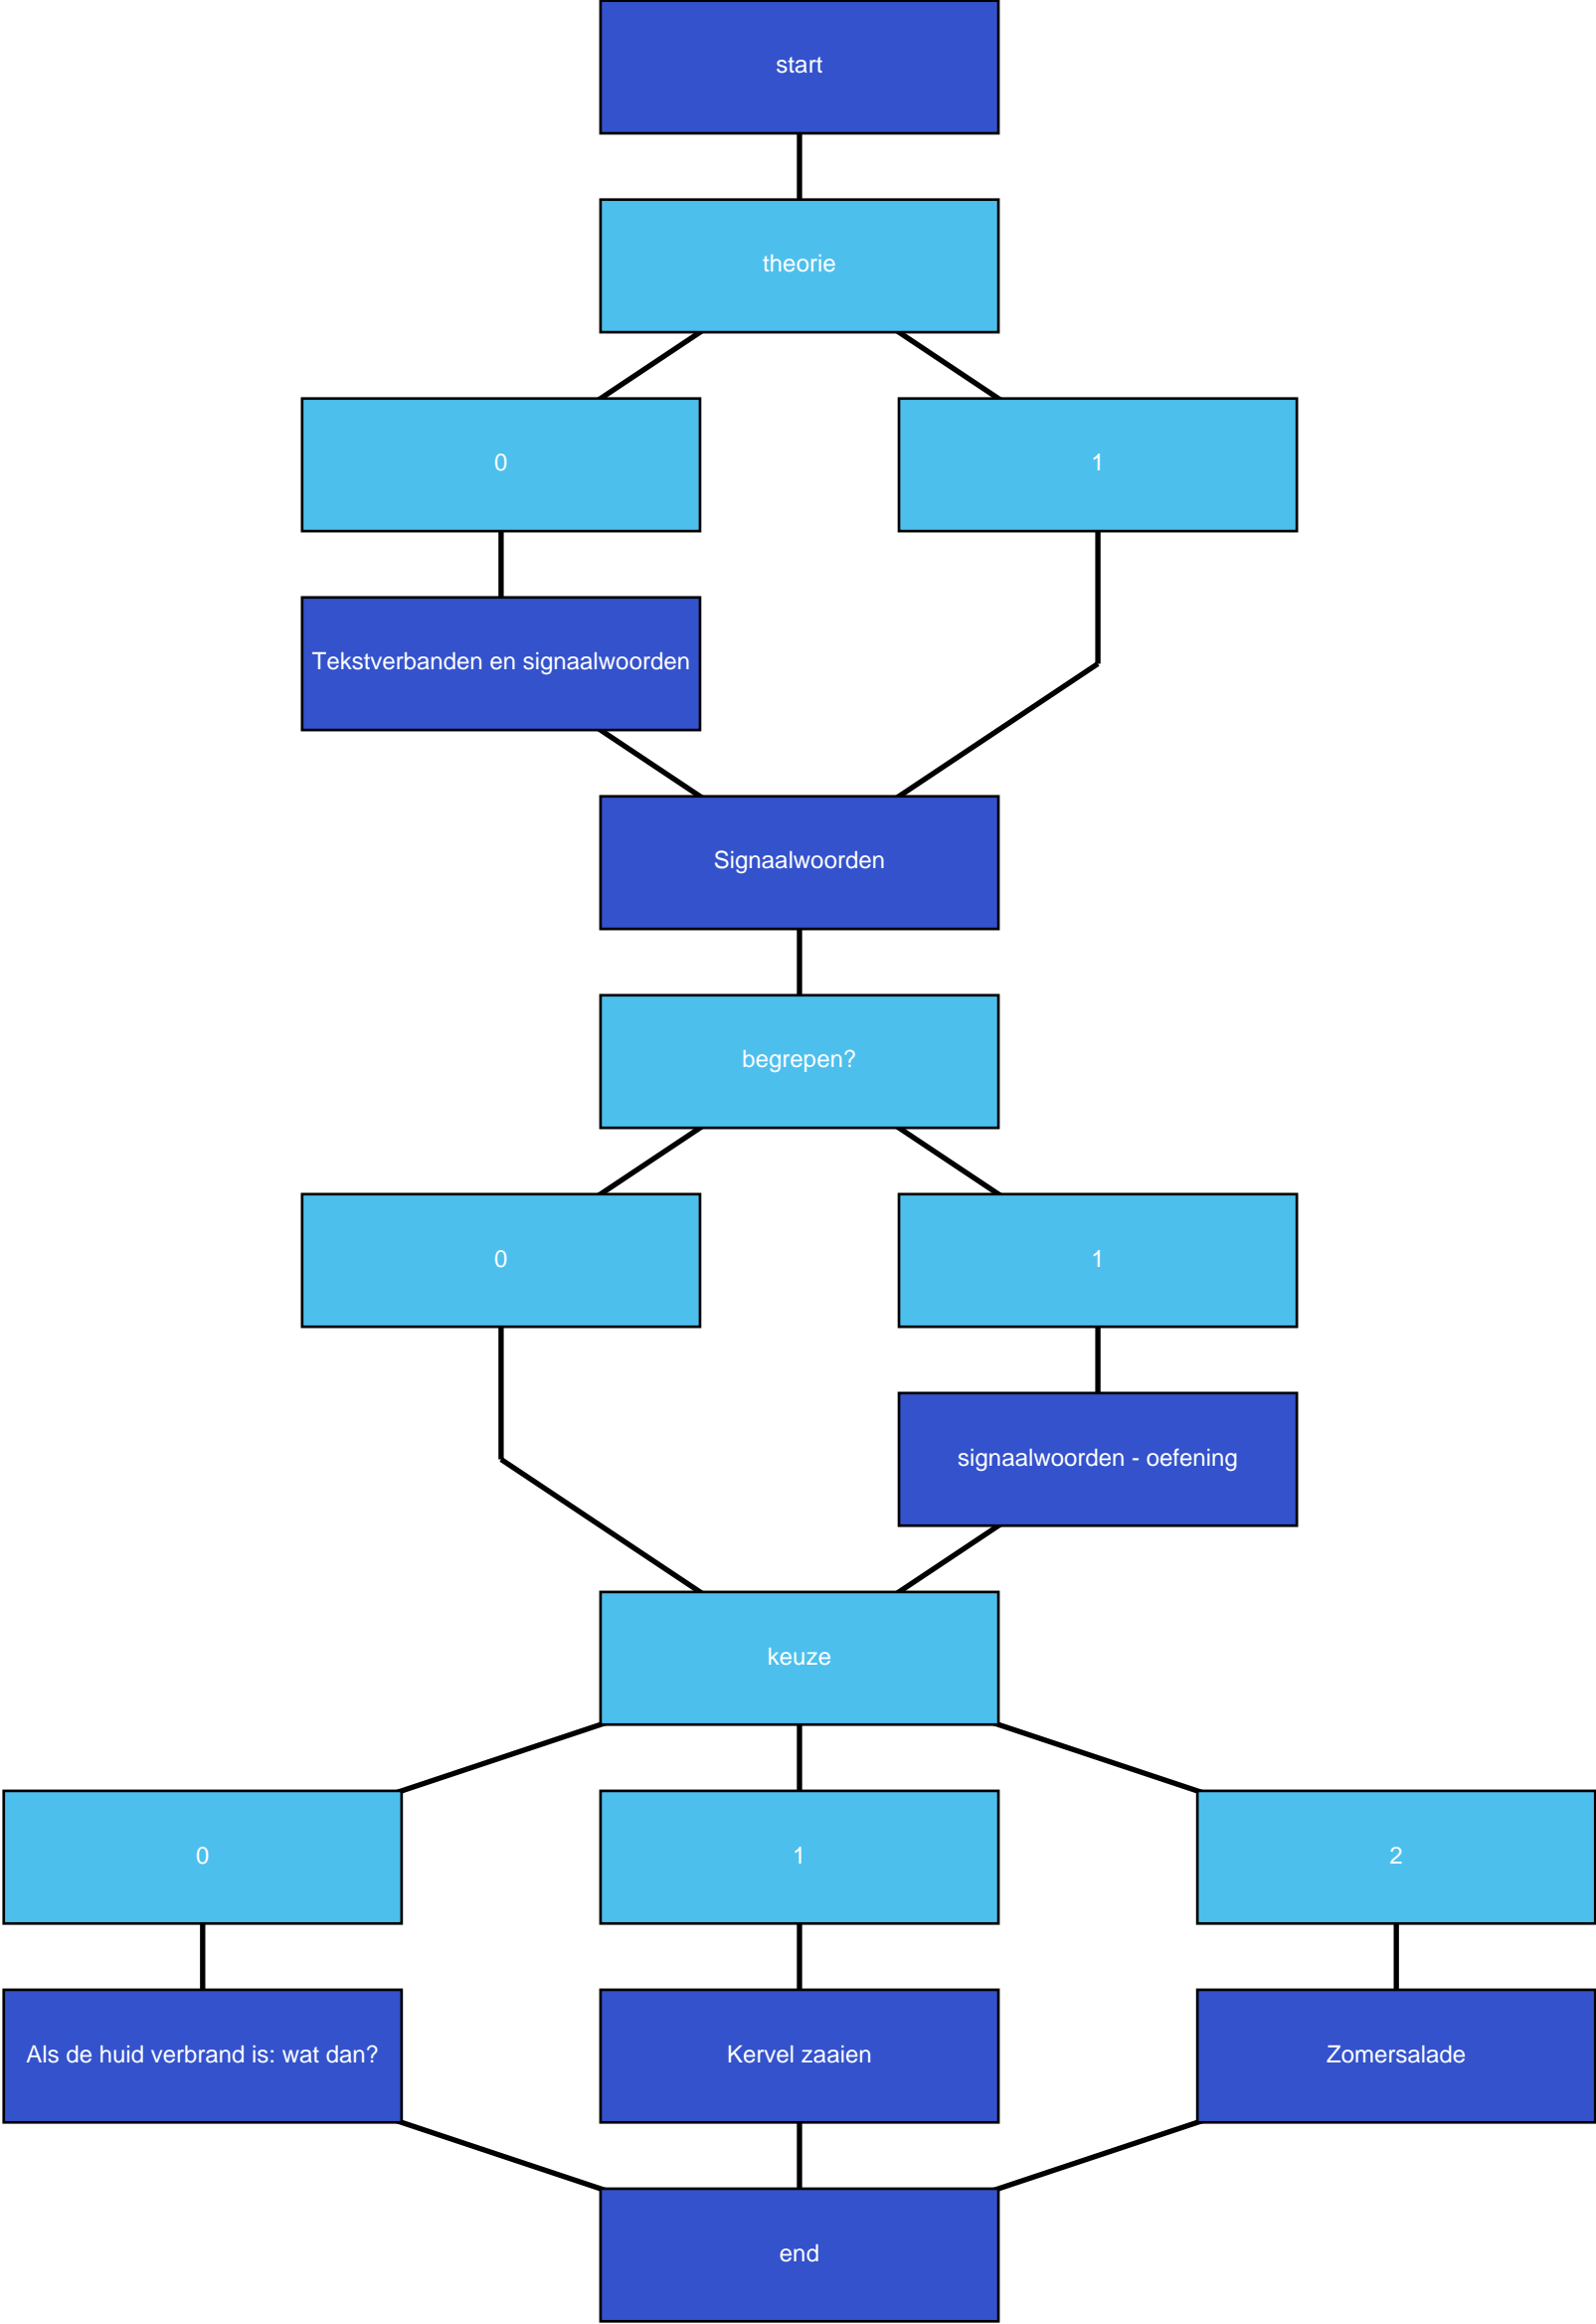 start
theorie
0
1
Tekstverbanden en signaalwoorden
Signaalwoorden
begrepen?
0
1
signaalwoorden - oefening
keuze
0
1
2
Als de huid verbrand is: wat dan?
Kervel zaaien
Zomersalade
end